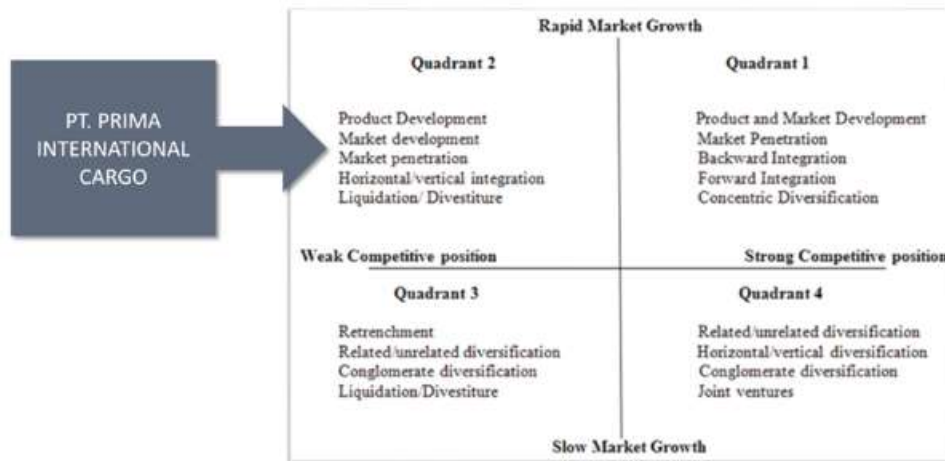 PT. PRIMA
INTERNATIONAL
CARGO
Rapid Market Growth
Quadrant 2
Product Development
Market development
Market penetration
Horizontal/vertical integration
Liquidation/ Divestiture
Quadrant 1
Product and Market Development
Market Penetration
Backward Integration
Forward Integration
Concentric Diversification
Weak Competitive position
Strong Competitive position
Quadrant 3
Retrenchment
Related/unrelated diversification
Conglomerate diversification
Liquidation/Divestiture
Quadrant 4
Related/unrelated diversification
Horizontal/vertical diversification
Conglomerate diversification
Joint ventures
Slow Market Growth